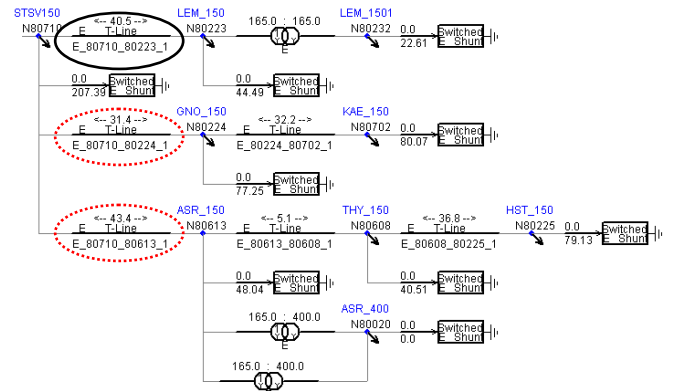 STSV150 <-- 40.5 --> LEM_150 165.0 : 165.0 LEM_1501
N80710 E T-Line N80223 N80232 0.0 Switched
E_80710_80223_1 E 22.61 E Shunt
0.0 Switched 0.0 Switched
207.39 E Shunt 44.49 E Shunt
<-- 31.4 --> GNO_150 <-- 32.2 --> KAE_150
E T-Line N80224 E T-Line N80702 0.0 Switched
E_80710_80224_1 E_80224_80702_1 80.07 E Shunt
0.0 Switched
77.25 E Shunt
<-- 43.4 --> ASR_150 <-- 5.1 --> THY_150 <-- 36.8 --> HST_150
E T-Line N80613 E T-Line N80608 E T-Line N80225 0.0 Switched
E_80710_80613_1 E_80613_80608_1 E_80608_80225_1 79.13 E Shunt
0.0 Switched 0.0 Switched
48.04 E Shunt 40.51 E Shunt
165.0 : 400.0 ASR_400
N80020 0.0 Switched
E 0.0 E Shunt
165.0 : 400.0